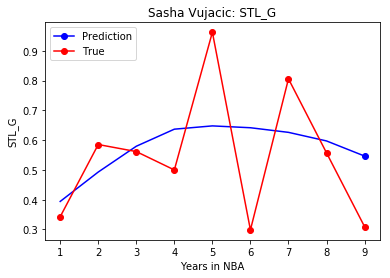 Sasha Vujacic: STL_G
Prediction
True
STL_G
0.9
0.8
0.7
0.6
0.5
0.4
0.3
1 2 3 4 5 6 7 8 9
Years in NBA